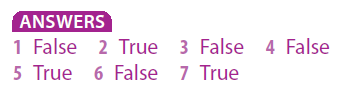 ANSWERS
1 False 2 True 3 False 4 False
5 True 6 False 7 True